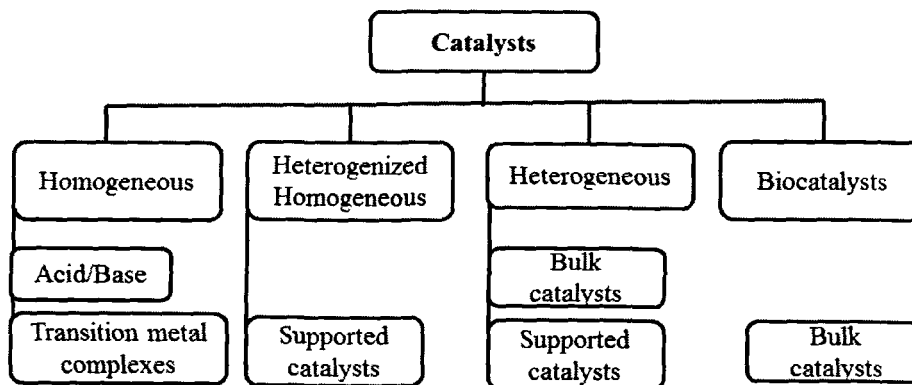 Catalysts
Homogeneous
Heterogenized
Homogeneous
Heterogeneous
Biocatalysts
Acid/Base
Bulk
catalysts
Transition metal
complexes
Supported
catalysts
Supported
catalysts
Bulk
catalysts